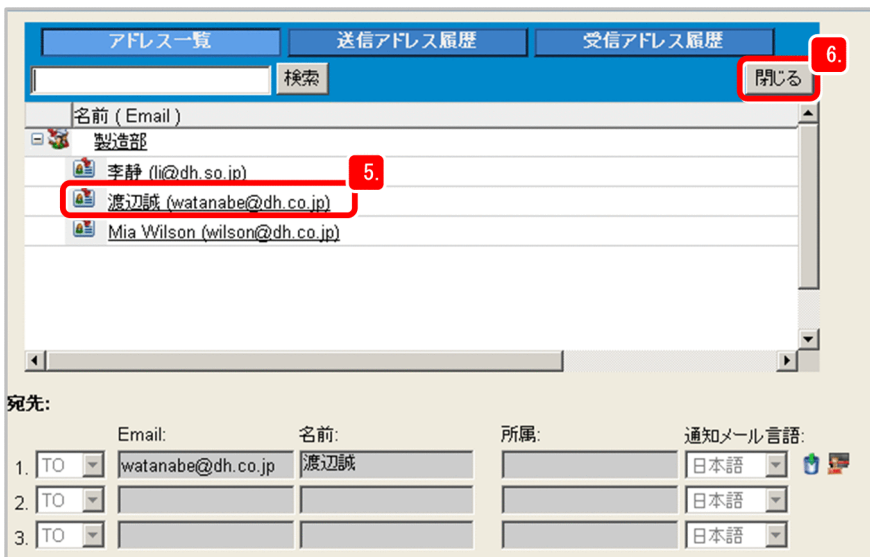 アドレス一覧 送信アドレス履歴 受信アドレス履歴
6.
検索 閉じる
名前 ( Email )
製造部
李静 (li@dh.so.jp)
5.
渡辺誠 (watanabe@dh.co.jp)
Mia Wilson (wilson@dh.co.jp)
宛先:
Email: 名前: 所属: 通知メール言語:
1. TO watanabe@dh.co.jp 渡辺誠 日本語
2. TO 日本語
3. TO 日本語